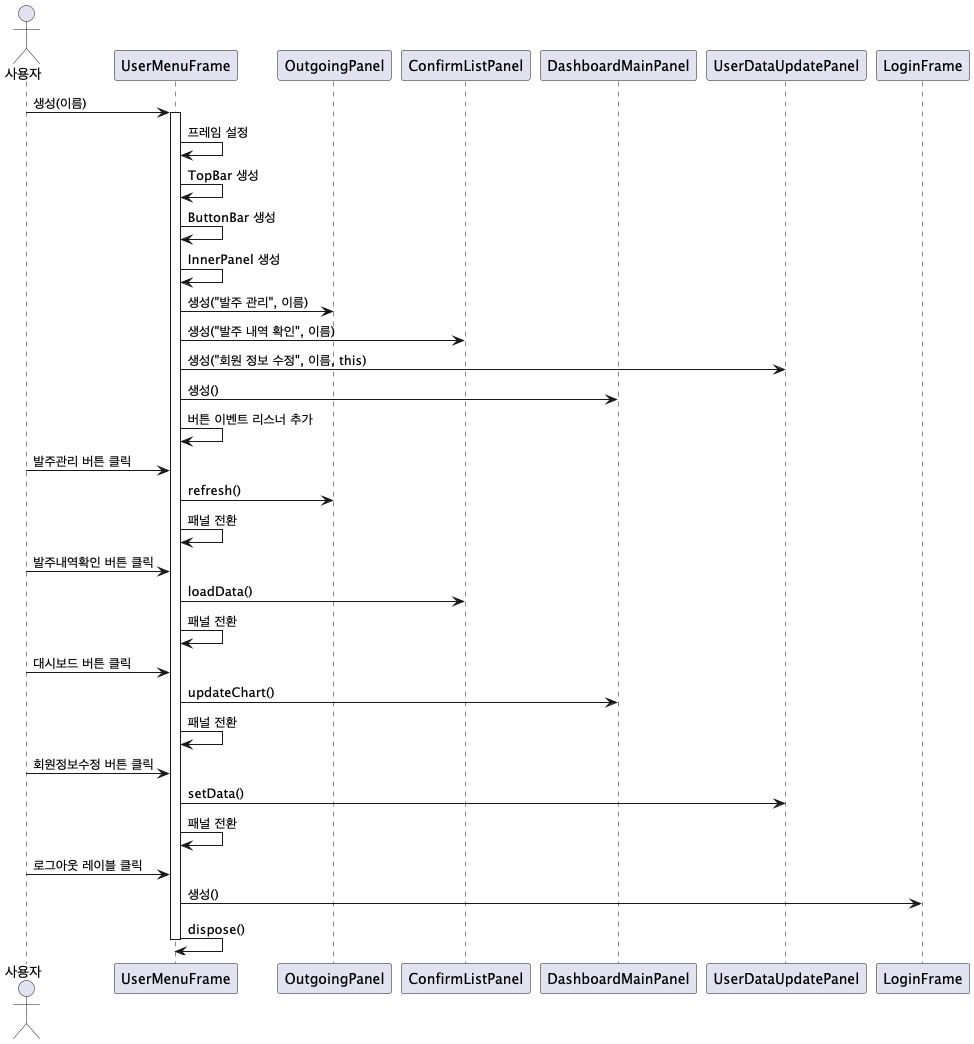 사용자
UserMenuFrame
OutgoingPanel
ConfirmListPanel
DashboardMainPanel
UserDataUpdatePanel
LoginFrame
생성(이름)
프레임 설정
TopBar 생성
ButtonBar 생성
InnerPanel 생성
생성("발주 관리", 이름)
생성("발주 내역 확인", 이름)
생성("회원 정보 수정", 이름, this)
생성()
버튼 이벤트 리스너 추가
발주관리 버튼 클릭
refresh()
패널 전환
발주내역확인 버튼 클릭
loadData()
패널 전환
대시보드 버튼 클릭
updateChart()
패널 전환
회원정보수정 버튼 클릭
setData()
패널 전환
로그아웃 레이블 클릭
생성()
dispose()
사용자
UserMenuFrame
OutgoingPanel
ConfirmListPanel
DashboardMainPanel
UserDataUpdatePanel
LoginFrame